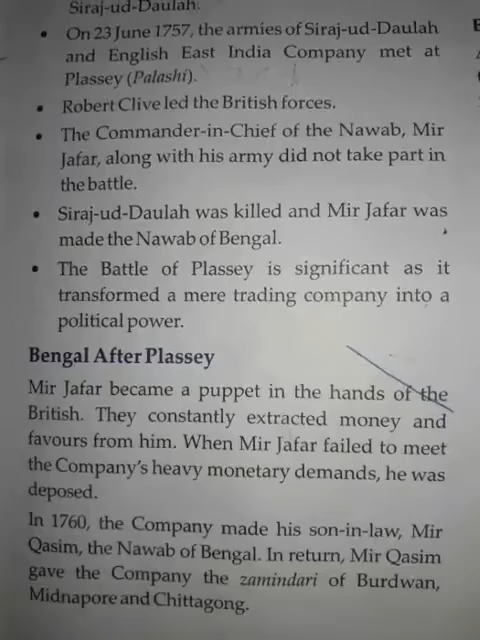 Siraj-ud-Daulah.
• On 23 June 1757, the armies of Siraj-ud-Daulah
and English East India Company met at
Plassey (Palashi).
• Robert Clive led the British forces.
• The Commander-in-Chief of the Nawab, Mir
Jafar, along with his army did not take part in
the battle.
• Siraj-ud-Daulah was killed and Mir Jafar was
made the Nawab of Bengal.
• The Battle of Plassey is significant as it
transformed a mere trading company into a
political power.
Bengal After Plassey
Mir Jafar became a puppet in the hands of the
British. They constantly extracted money and
favours from him. When Mir Jafar failed to meet
the Company's heavy monetary demands, he was
deposed.
In 1760, the Company made his son-in-law, Mir
Qasim, the Nawab of Bengal. In return, Mir Qasim
gave the Company the zamindari of Burdwan,
Midnapore and Chittagong.